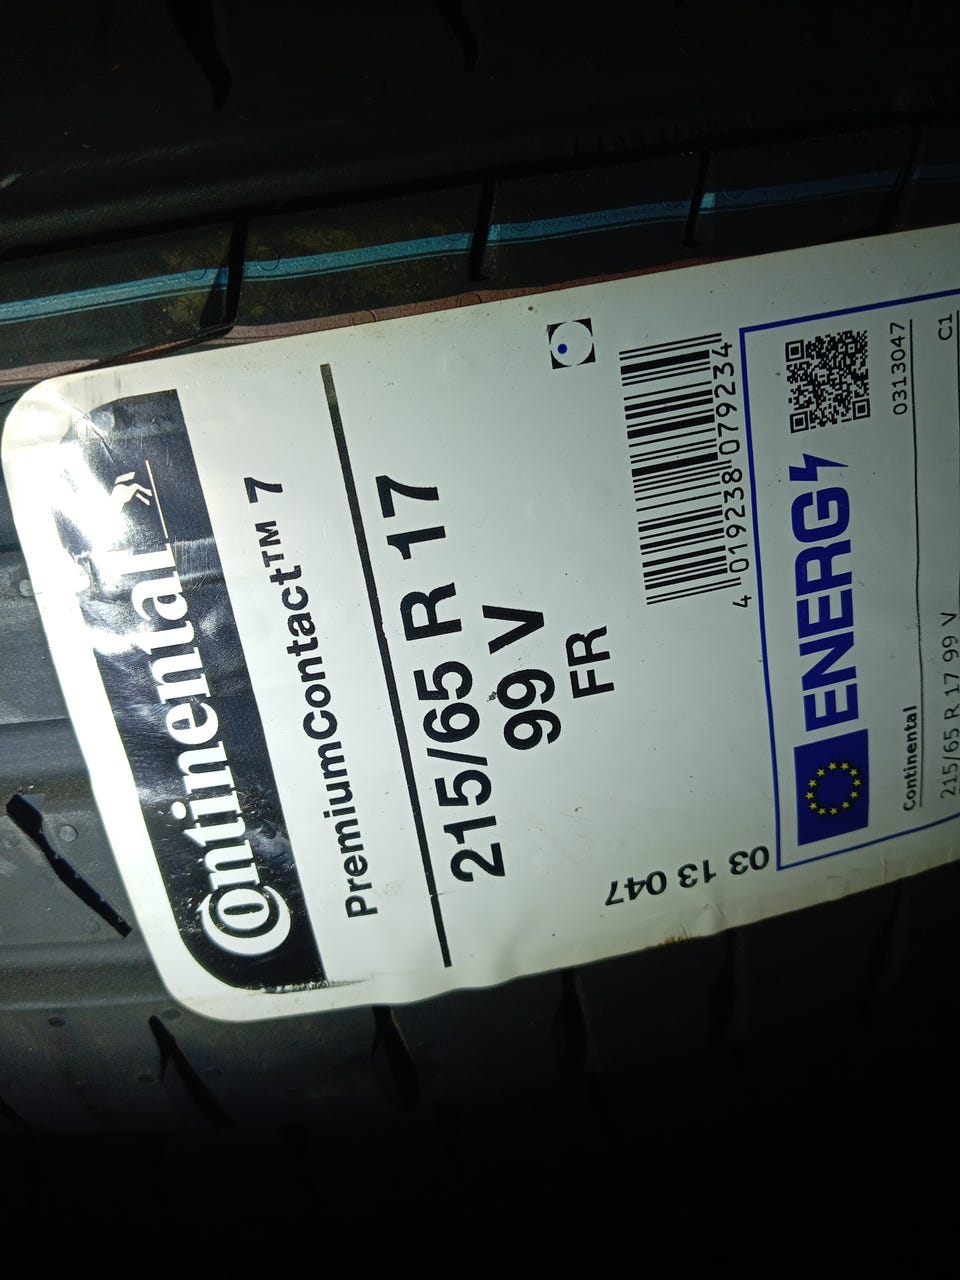 Continental
PremiumContact™ 7
215/65 R 17
99 V
FR
4 019238 079234
03 13 047
ENERG
0313047
Continental
215/65 R 17 99 V
C1